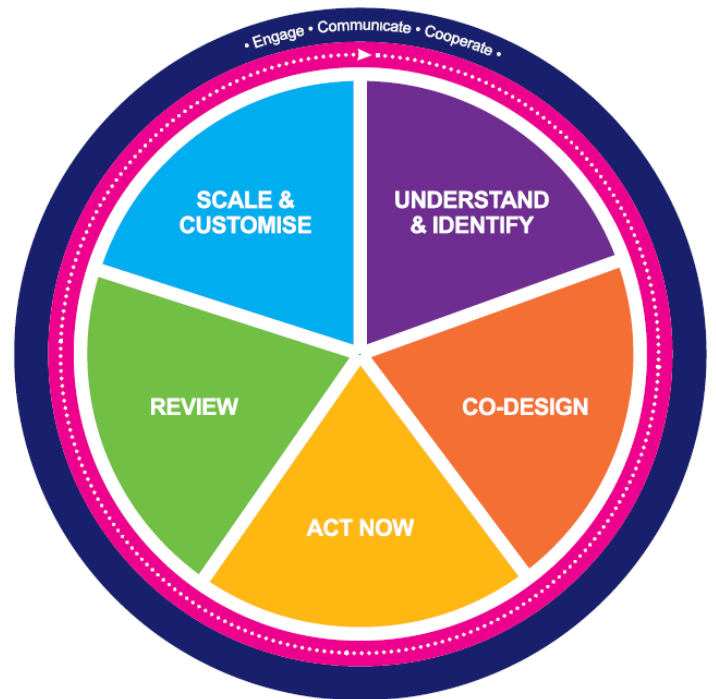 • Engage • Communicate • Cooperate •
SCALE &
CUSTOMISE
UNDERSTAND
& IDENTIFY
REVIEW
CO-DESIGN
ACT NOW